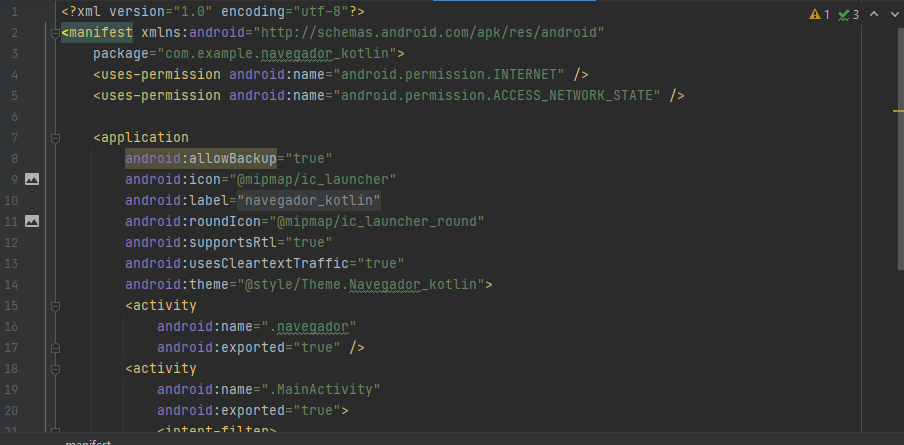 1 <?xml version="1.0" encoding="utf-8"?>
2 <manifest xmlns:android="http://schemas.android.com/apk/res/android"
3 package="com.example.navegador_kotlin">
4 <uses-permission android:name="android.permission.INTERNET" />
5 <uses-permission android:name="android.permission.ACCESS_NETWORK_STATE" />
6
7 <application
8 android:allowBackup="true"
9 android:icon="@mipmap/ic_launcher"
10 android:label="navegador_kotlin"
11 android:roundIcon="@mipmap/ic_launcher_round"
12 android:supportsRtl="true"
13 android:usesCleartextTraffic="true"
14 android:theme="@style/Theme.Navegador_kotlin">
15 <activity
16 android:name=".navegador"
17 android:exported="true" />
18 <activity
19 android:name=".MainActivity"
20 android:exported="true">
21 <intent-filter>
1 3
manifest